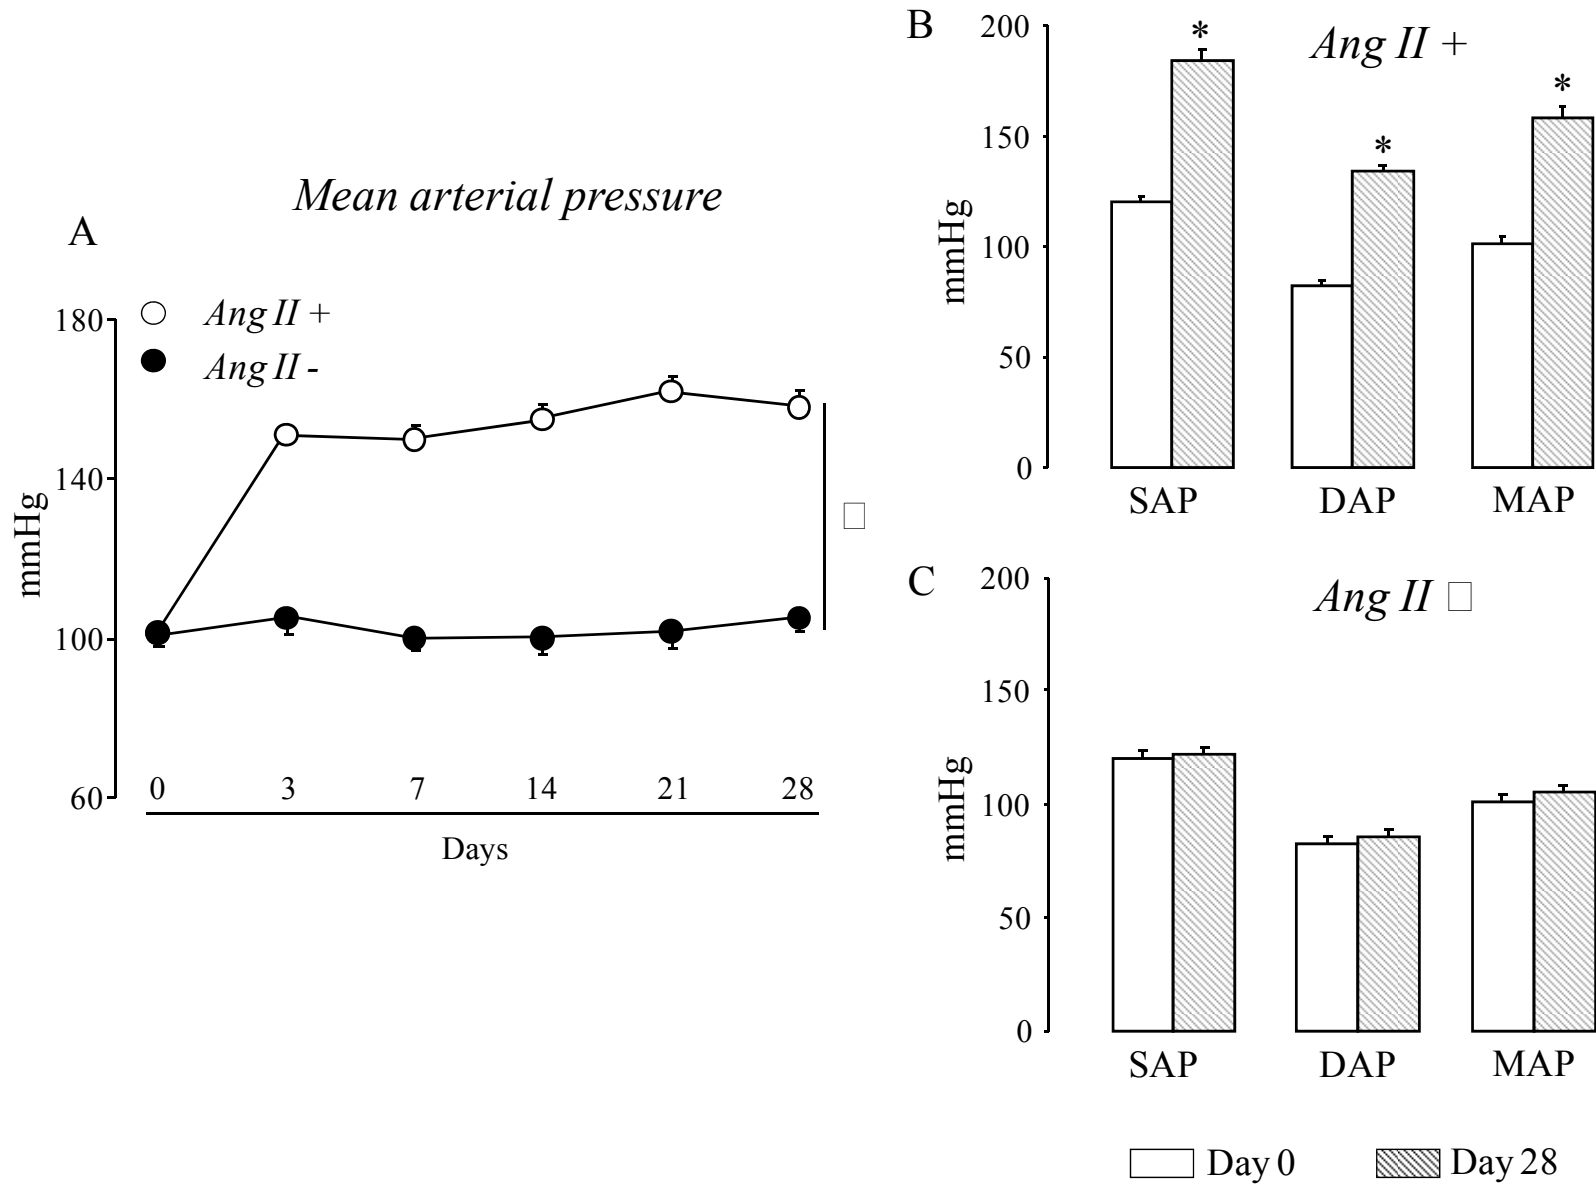 Mean arterial pressure
A
Ang II +
Ang II -
180
140
100
60
mmHg
0 3 7 14 21 28
Days
□
B
Ang II +
200
150
100
50
0
mmHg
* * *
SAP DAP MAP
C
Ang II □
200
150
100
50
0
mmHg
SAP DAP MAP
Day 0 Day 28